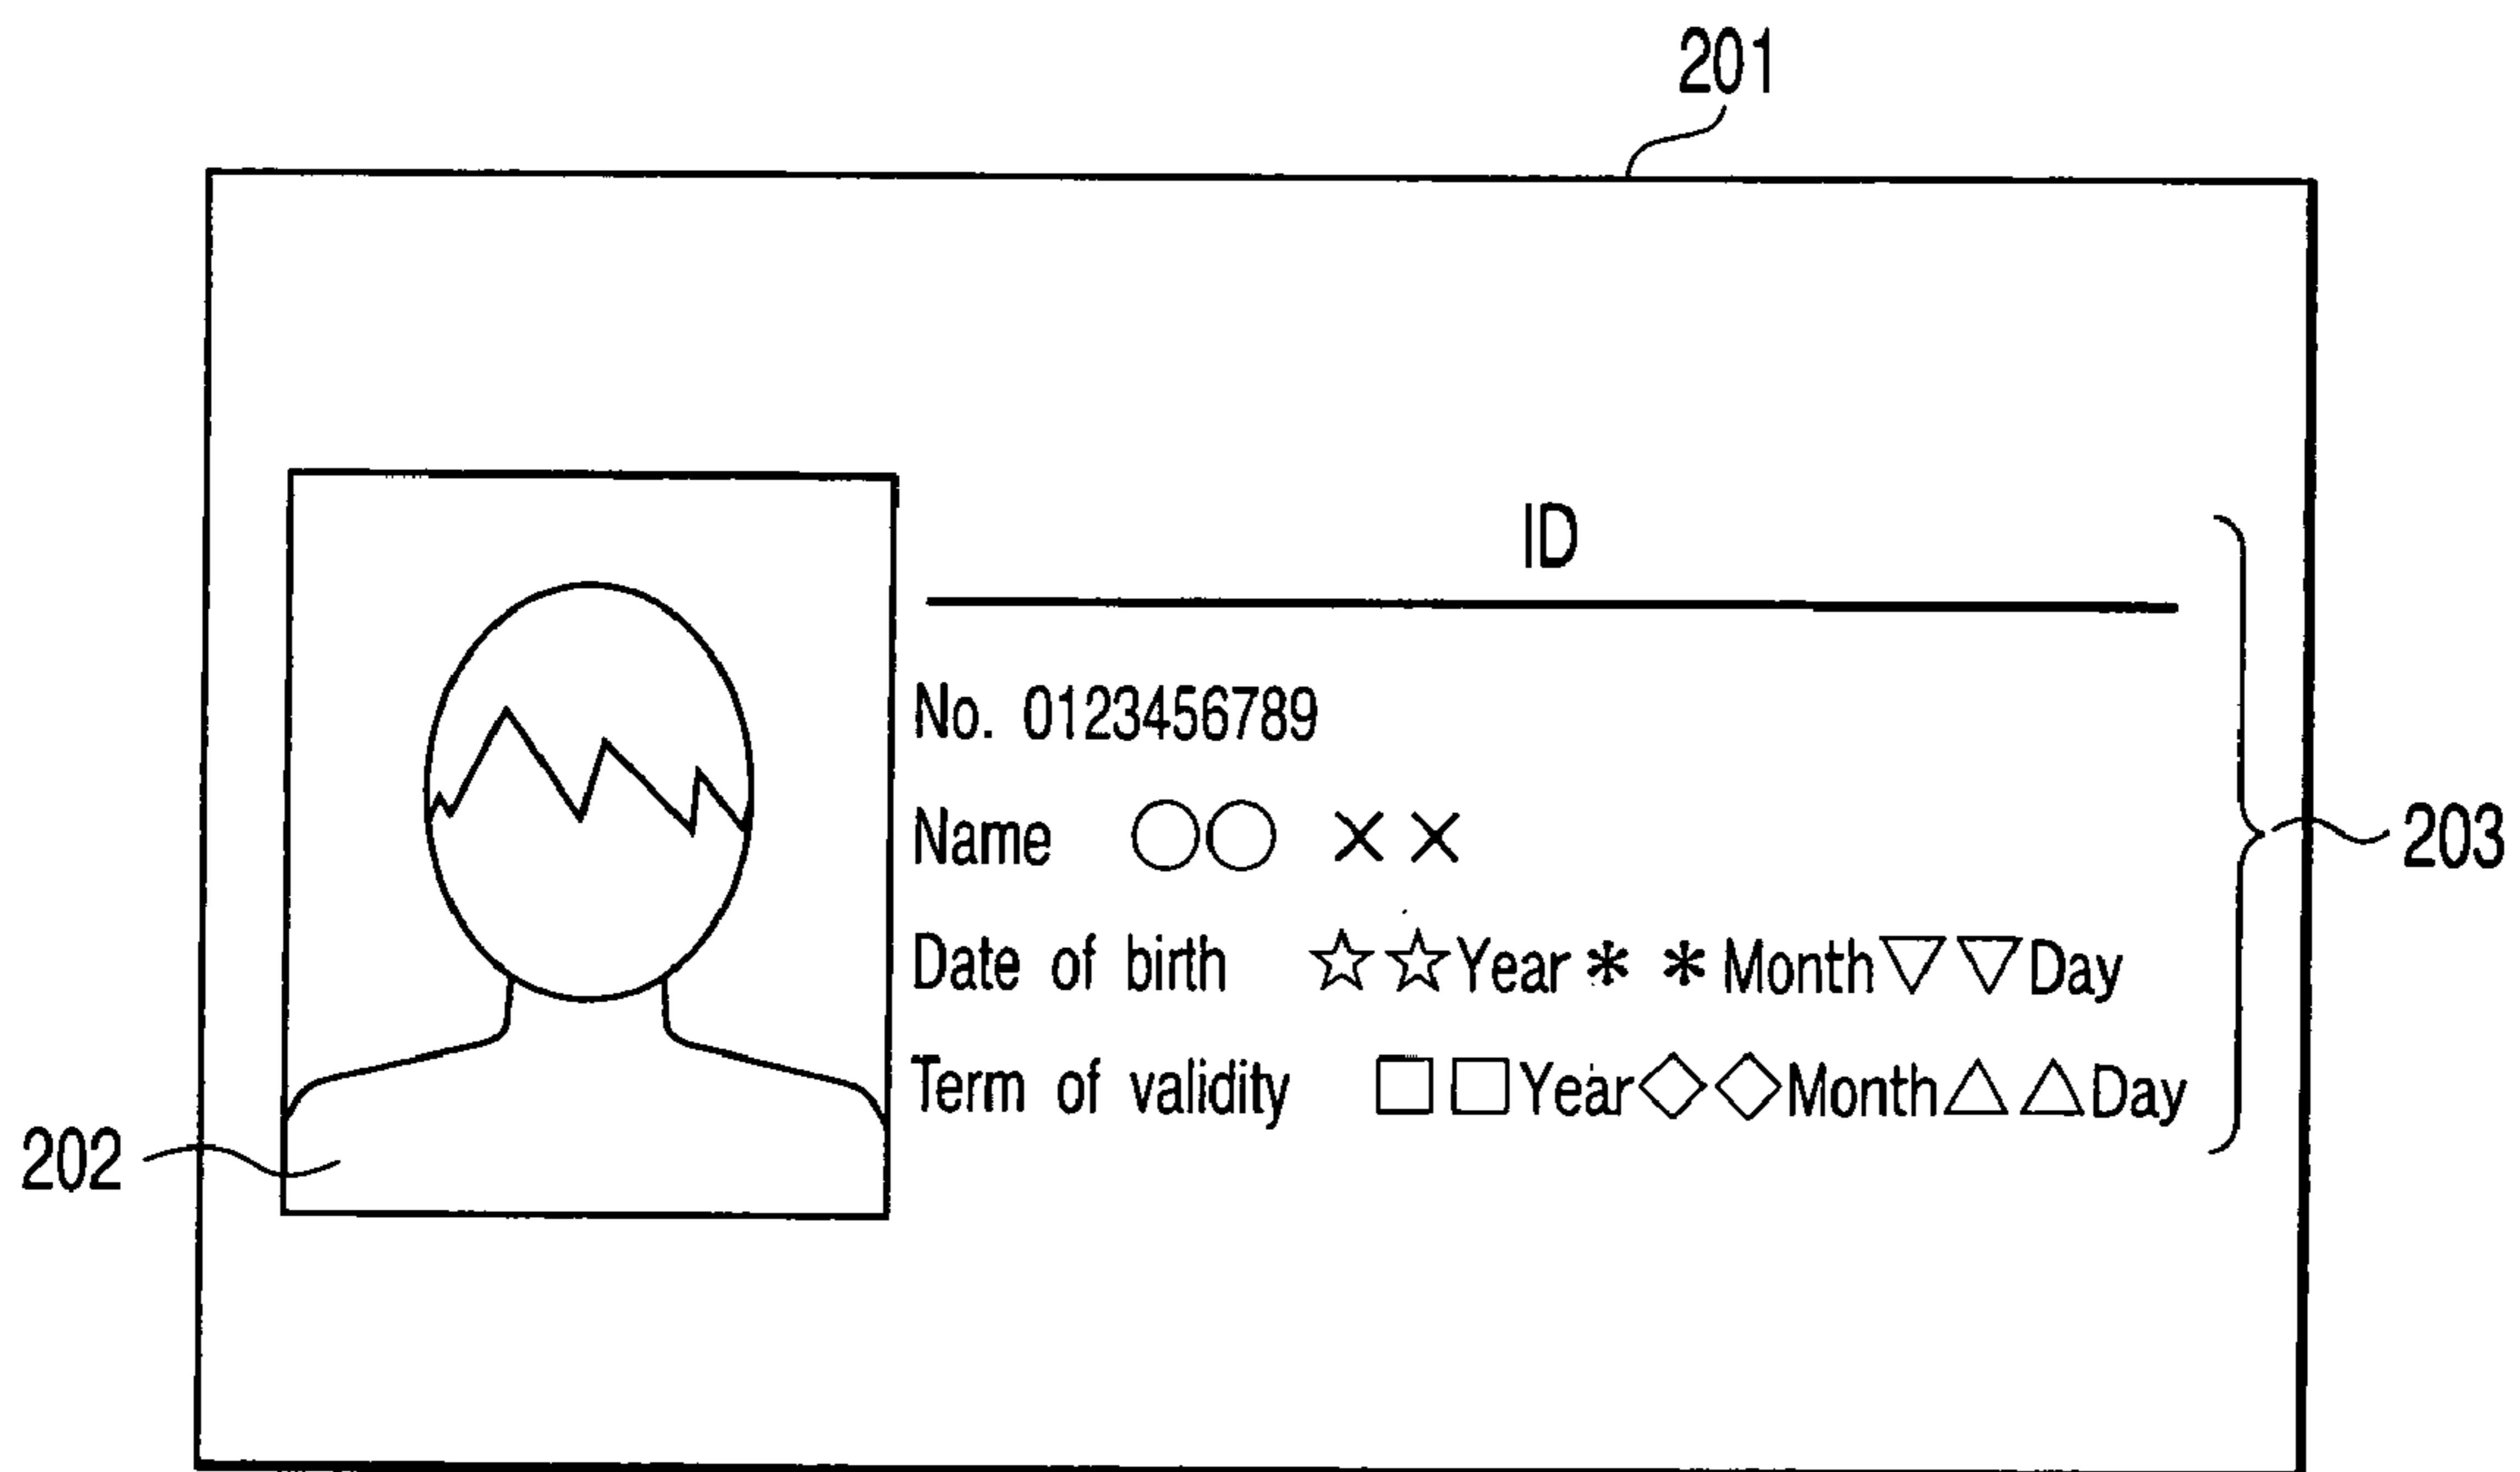 201
ID
No. 0123456789
Name ○○ ××
203
Date of birth ☆☆Year＊＊Month▽▽Day
Term of validity □□Year◇◇Month△△Day
202